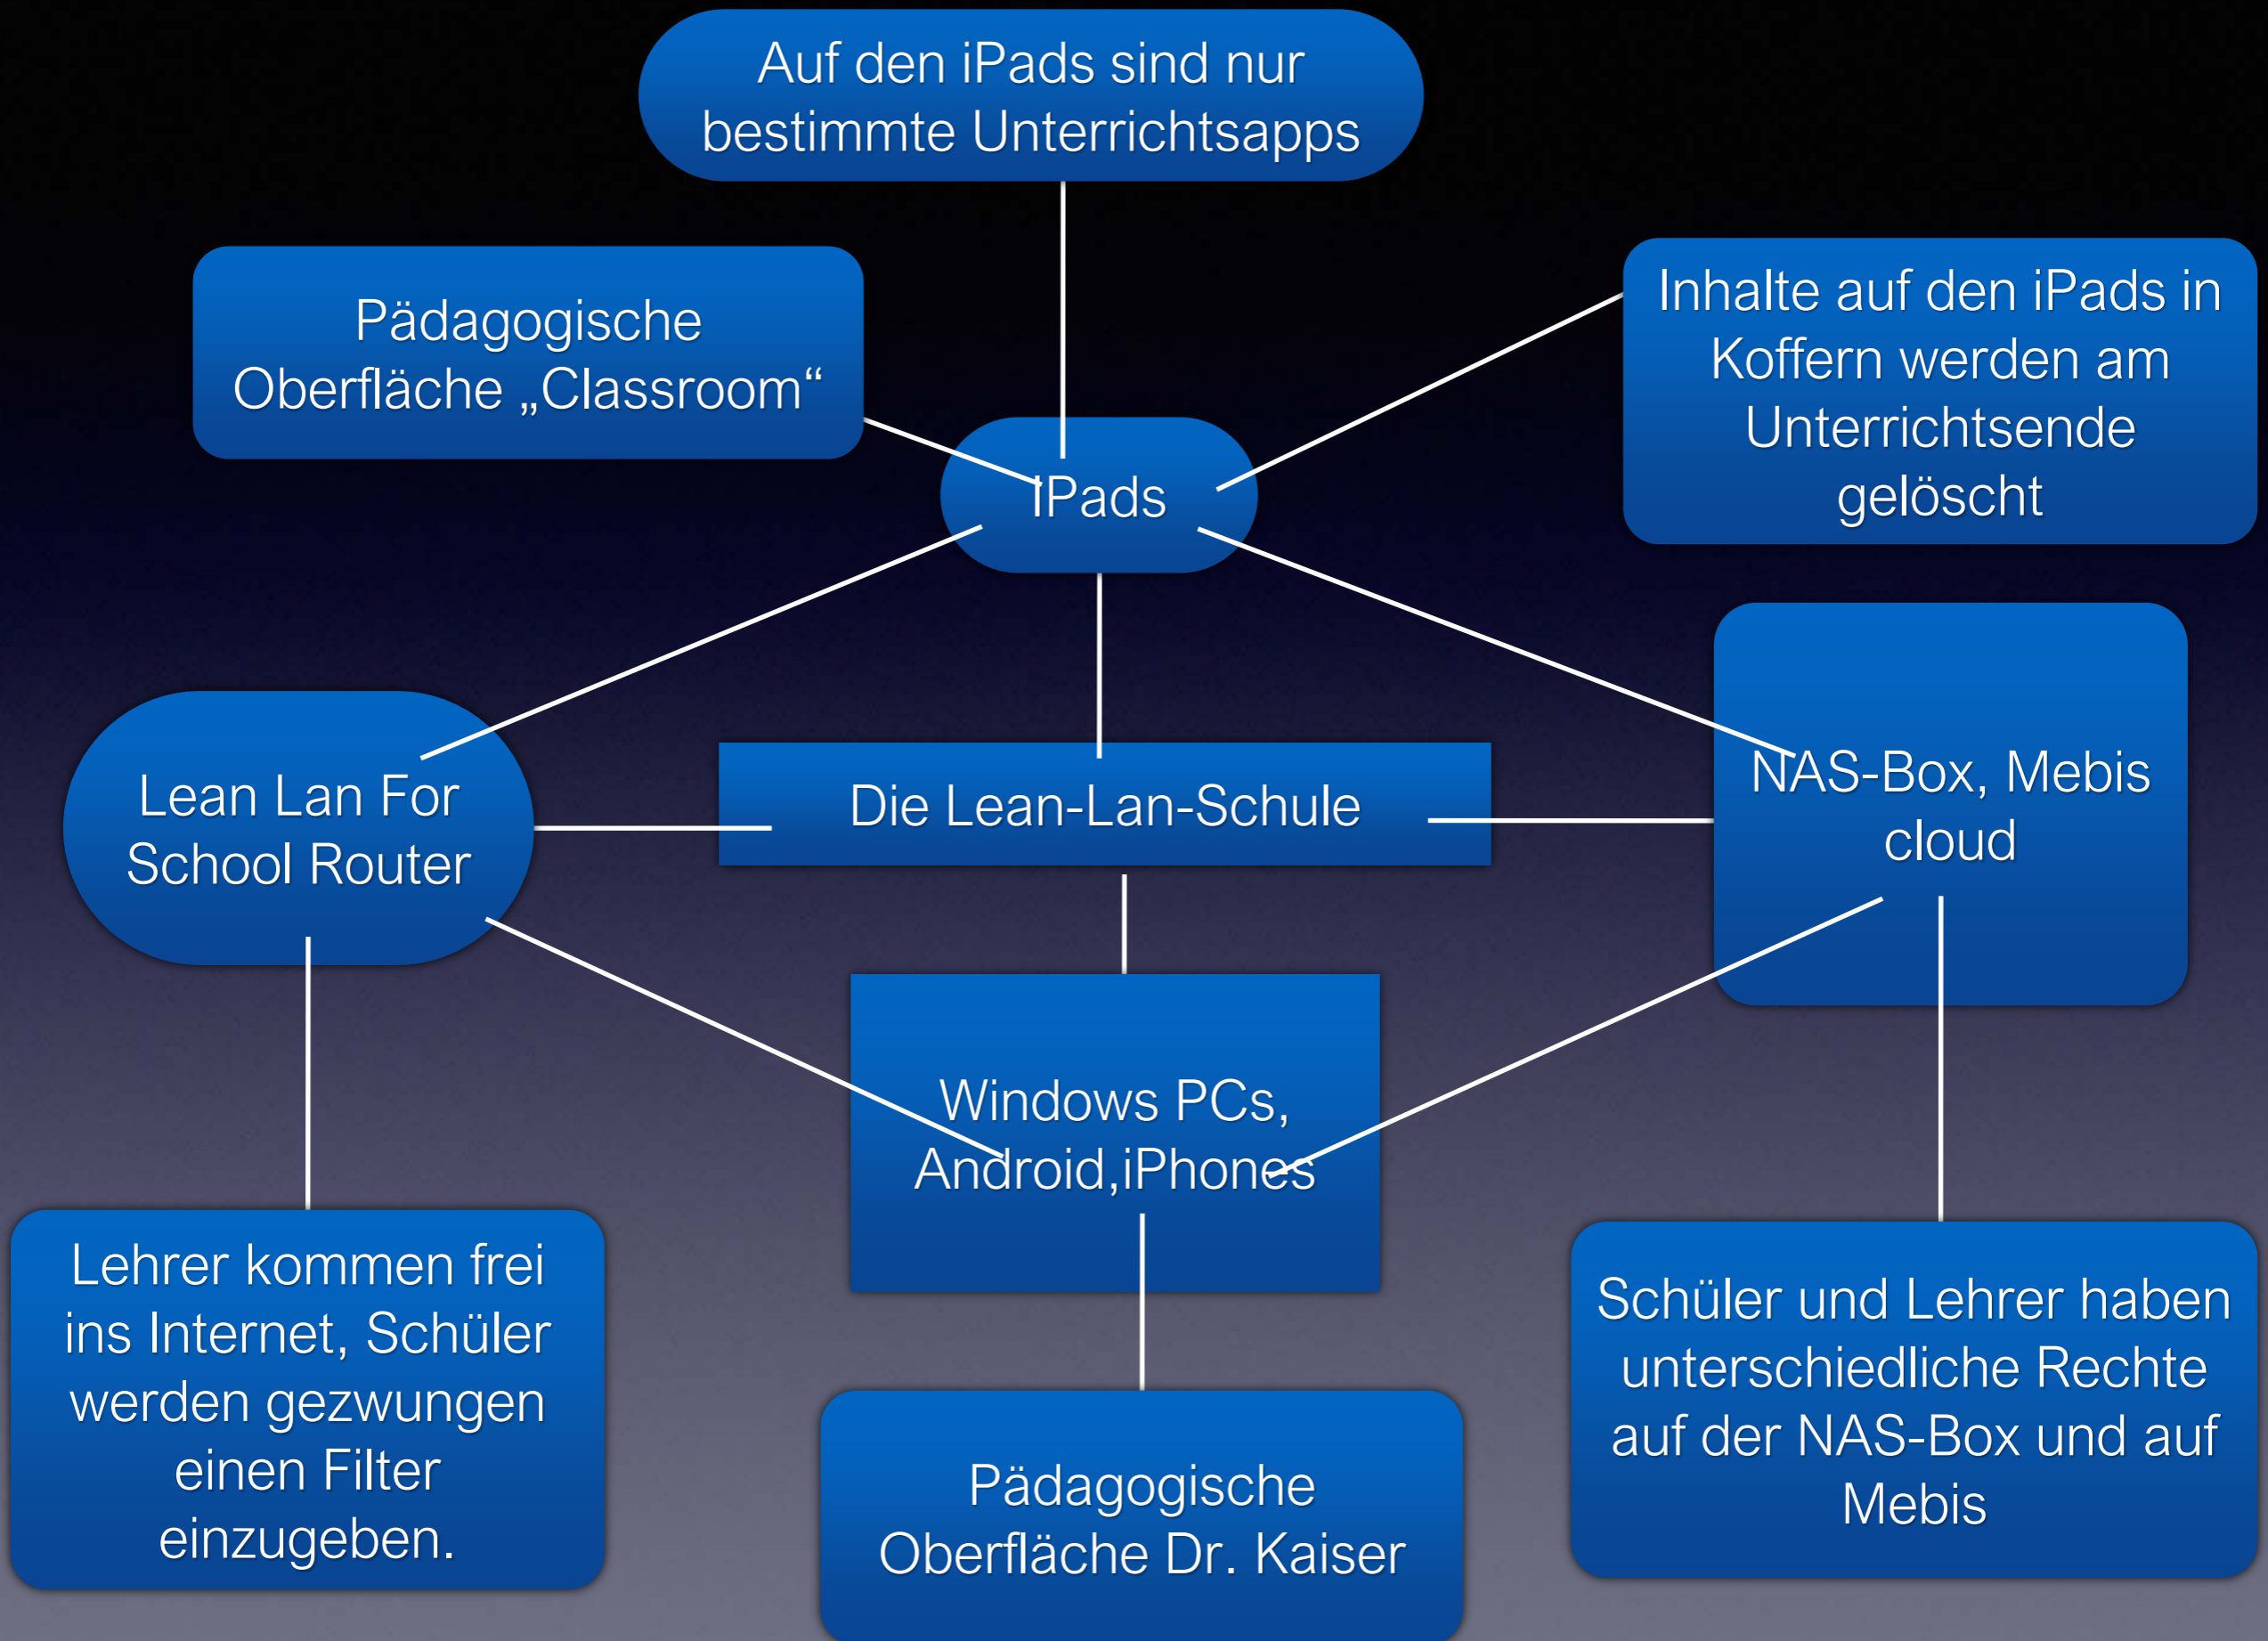 Auf den iPads sind nur
bestimmte Unterrichtsapps
Pädagogische
Oberfläche „Classroom“
Inhalte auf den iPads in
Koffern werden am
Unterrichtsende
gelöscht
IPads
Lean Lan For
School Router
Die Lean-Lan-Schule
NAS-Box, Mebis
cloud
Windows PCs,
Android,iPhones
Lehrer kommen frei
ins Internet, Schüler
werden gezwungen
einen Filter
einzugeben.
Pädagogische
Oberfläche Dr. Kaiser
Schüler und Lehrer haben
unterschiedliche Rechte
auf der NAS-Box und auf
Mebis